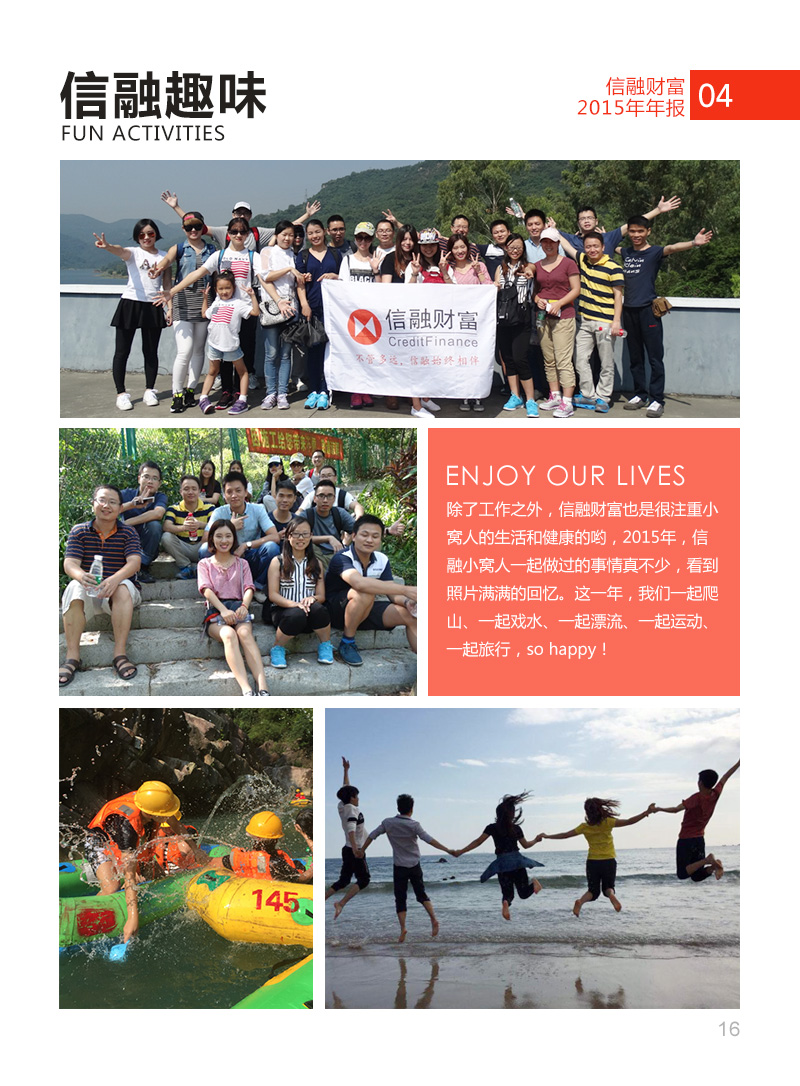 信融趣味
FUN ACTIVITIES
信融财富
2015年年报
04
信融财富
CreditFinance
不管多远，信融始终相伴
ENJOY OUR LIVES
除了工作之外，信融财富也是很注重小
窝人的生活和健康的哟，2015年，信
融小窝人一起做过的事情真不少，看到
照片满满的回忆。这一年，我们一起爬
山、一起戏水、一起漂流、一起运动、
一起旅行，so happy！
145
16